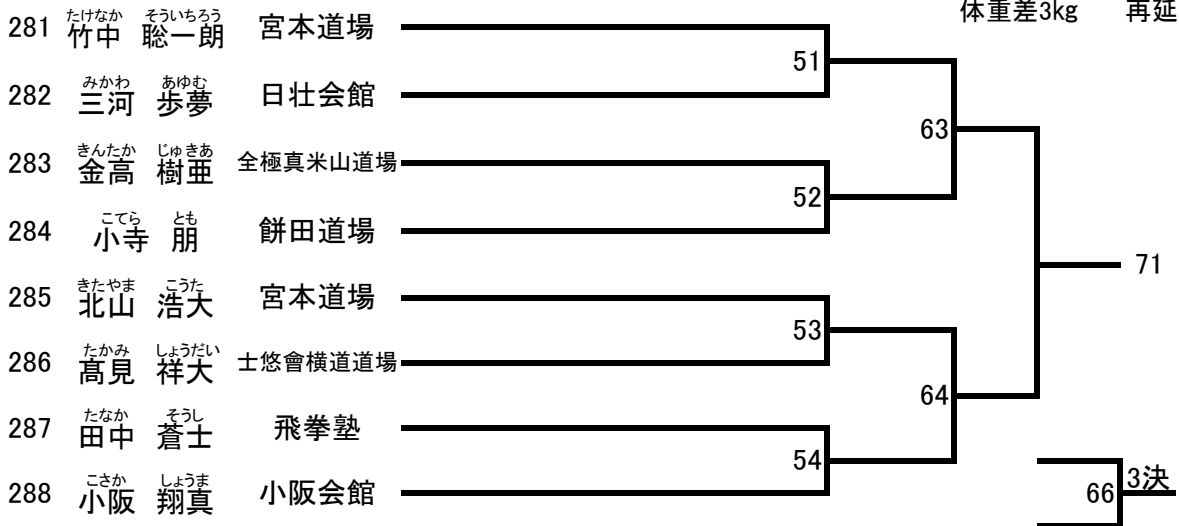 体重差3kg 再延
たけなか そういちろう
281 竹中 聡一朗 宮本道場
51
みかわ あゆむ
282 三河 歩夢 日壮会館
63
きんたか じゅきあ
283 金高 樹亜 全極真米山道場
52
こてら とも
284 小寺 朋 餅田道場
71
きたやま こうた
285 北山 浩大 宮本道場
53
たかみ しょうだい
286 髙見 祥大 士悠會横道道場
64
たなか そうし
287 田中 蒼士 飛拳塾
54
こさか しょうま
288 小阪 翔真 小阪会館
66 3決